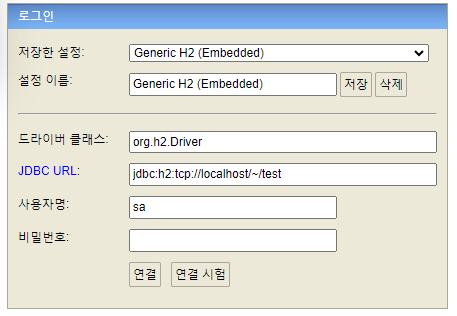 로그인
저장한 설정: Generic H2 (Embedded)
설정 이름: Generic H2 (Embedded) 저장 삭제
드라이버 클래스: org.h2.Driver
JDBC URL: jdbc:h2:tcp://localhost/~/test
사용자명: sa
비밀번호:
연결 연결 시험